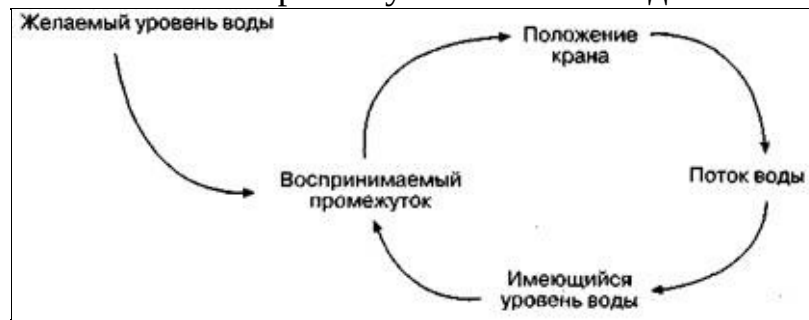 Желаемый уровень воды
Положение
крана
Воспринимаемый
промежуток
Поток воды
Имеющийся
уровень воды